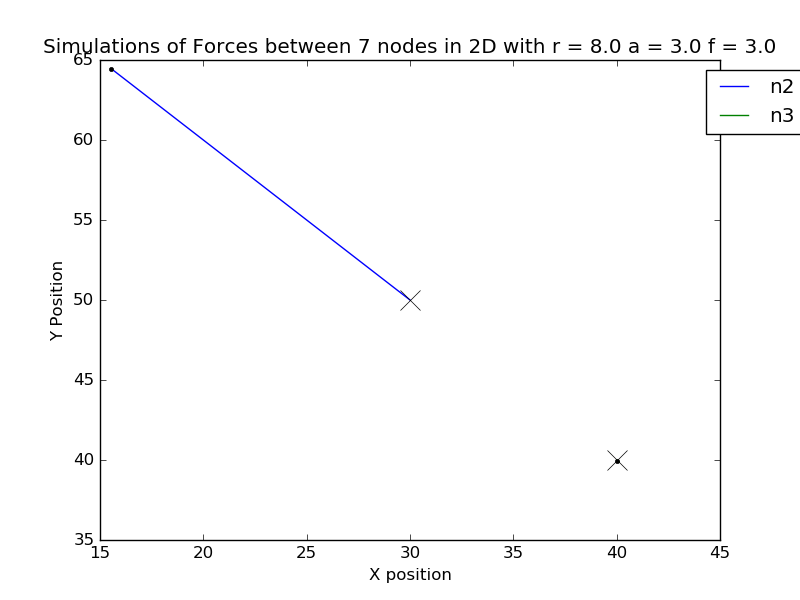 Simulations of Forces between 7 nodes in 2D with r = 8.0 a = 3.0 f = 3.0
65
60
55
50
45
40
35
Y Position
15 20 25 30 35 40 45
X position
n2
n3